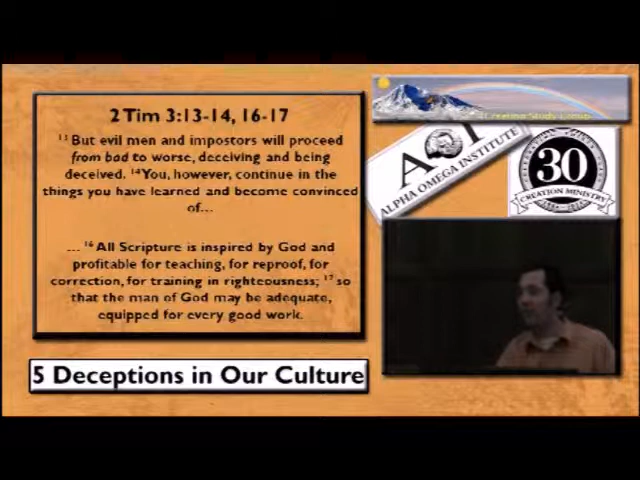 2 Tim 3:13-14, 16-17
13 But evil men and impostors will proceed
from bad to worse, deceiving and being
deceived. 14 You, however, continue in the
things you have learned and become convinced
of...
... 16 All Scripture is inspired by God and
profitable for teaching, for reproof, for
correction, for training in righteousness; 17 so
that the man of God may be adequate,
equipped for every good work.
5 Deceptions in Our Culture
Creation Study Group
A
I
ALPHA OMEGA INSTITUTE
30
CREATION MINISTRY